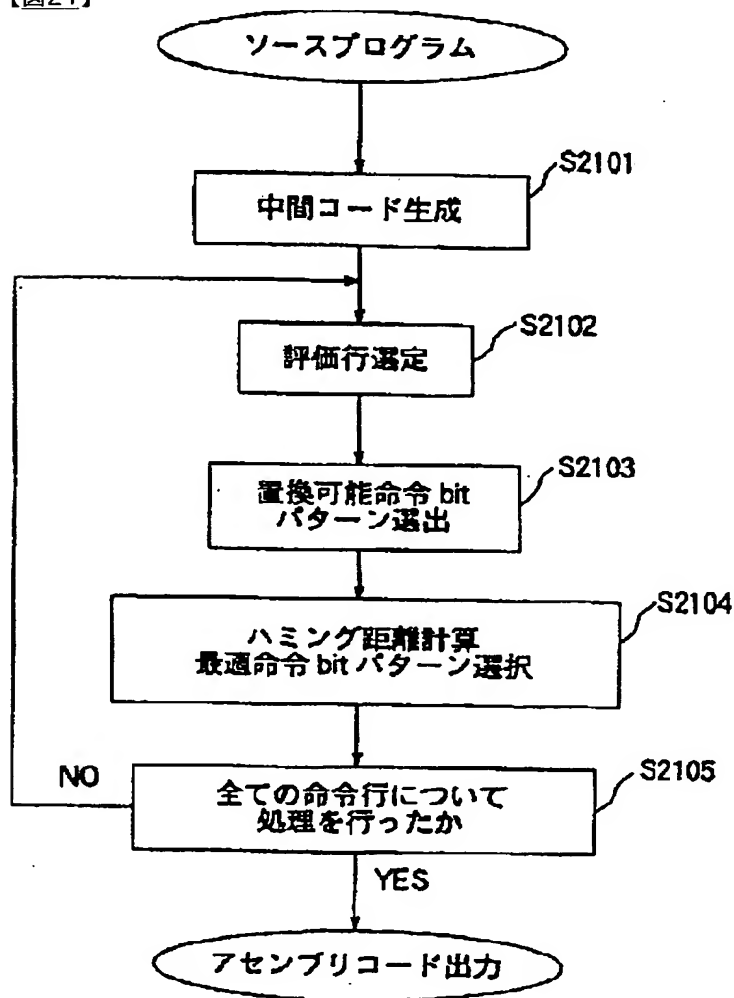 【図21】
ソースプログラム
S2101
中間コード生成
S2102
評価行選定
S2103
置換可能命令 bit
パターン選出
S2104
ハミング距離計算
最適命令 bit パターン選択
S2105
NO
全ての命令行について
処理を行ったか
YES
アセンブリコード出力